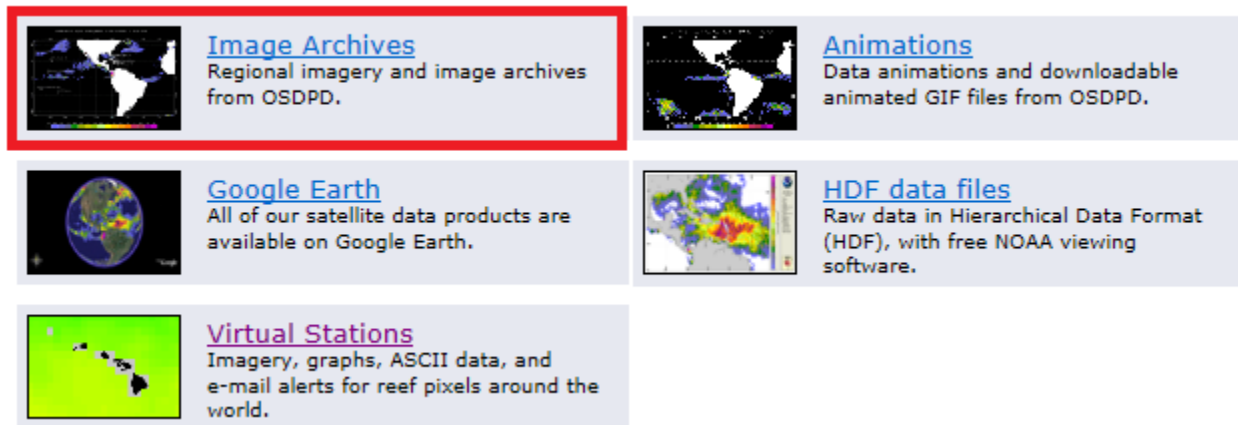 Image Archives
Regional imagery and image archives
from OSDPD.
Animations
Data animations and downloadable
animated GIF files from OSDPD.
Google Earth
All of our satellite data products are
available on Google Earth.
HDF data files
Raw data in Hierarchical Data Format
(HDF), with free NOAA viewing
software.
Virtual Stations
Imagery, graphs, ASCII data, and
e-mail alerts for reef pixels around the
world.